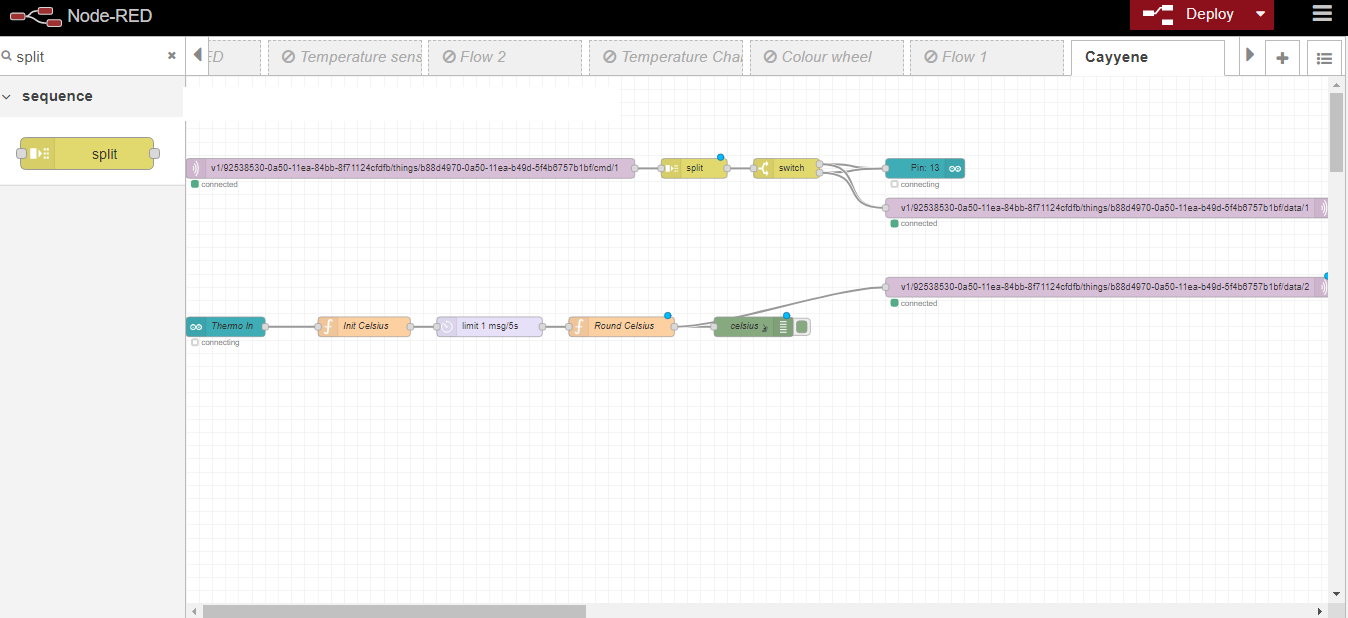 Node-RED
Deploy
split
ED
Temperature sens
Flow 2
Temperature Cha
Colour wheel
Flow 1
Cayyene
sequence
split
v1/92538530-0a50-11ea-84bb-8f71124cfdfb/things/b88d4970-0a50-11ea-b49d-5f4b6757b1bf/cmd/1
connected
split
switch
Pin: 13
connecting
v1/92538530-0a50-11ea-84bb-8f71124cfdfb/things/b88d4970-0a50-11ea-b49d-5f4b6757b1bf/data/1
connected
v1/92538530-0a50-11ea-84bb-8f71124cfdfb/things/b88d4970-0a50-11ea-b49d-5f4b6757b1bf/data/2
connected
Thermo In
connecting
Init Celsius
limit 1 msg/5s
Round Celsius
celsius